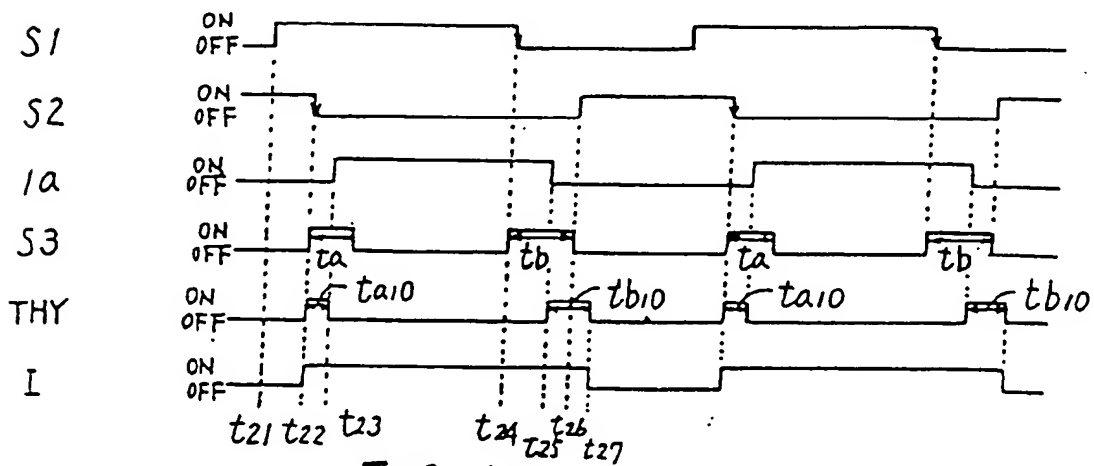 S1 ON OFF
S2 ON OFF
1a ON OFF
S3 ON OFF ta tb ta tb
THY ON OFF ta10 tb10 ta10 tb10
I ON OFF
t21 t22 t23 t24 t25 t26 t27